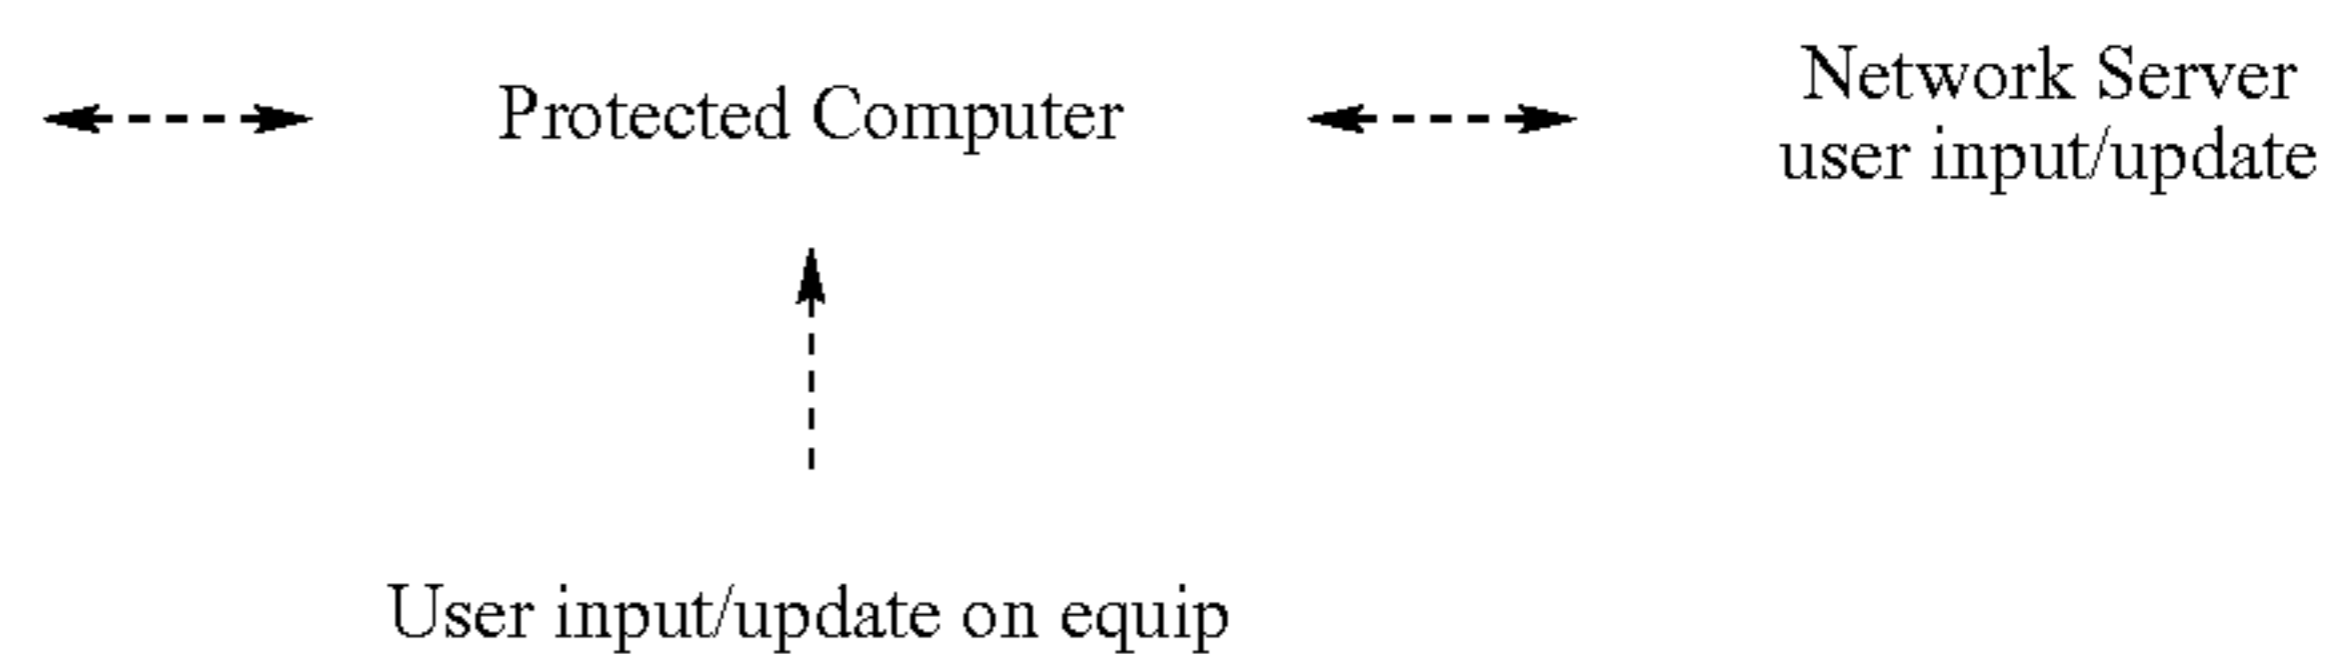 Protected Computer
Network Server
user input/update
User input/update on equip